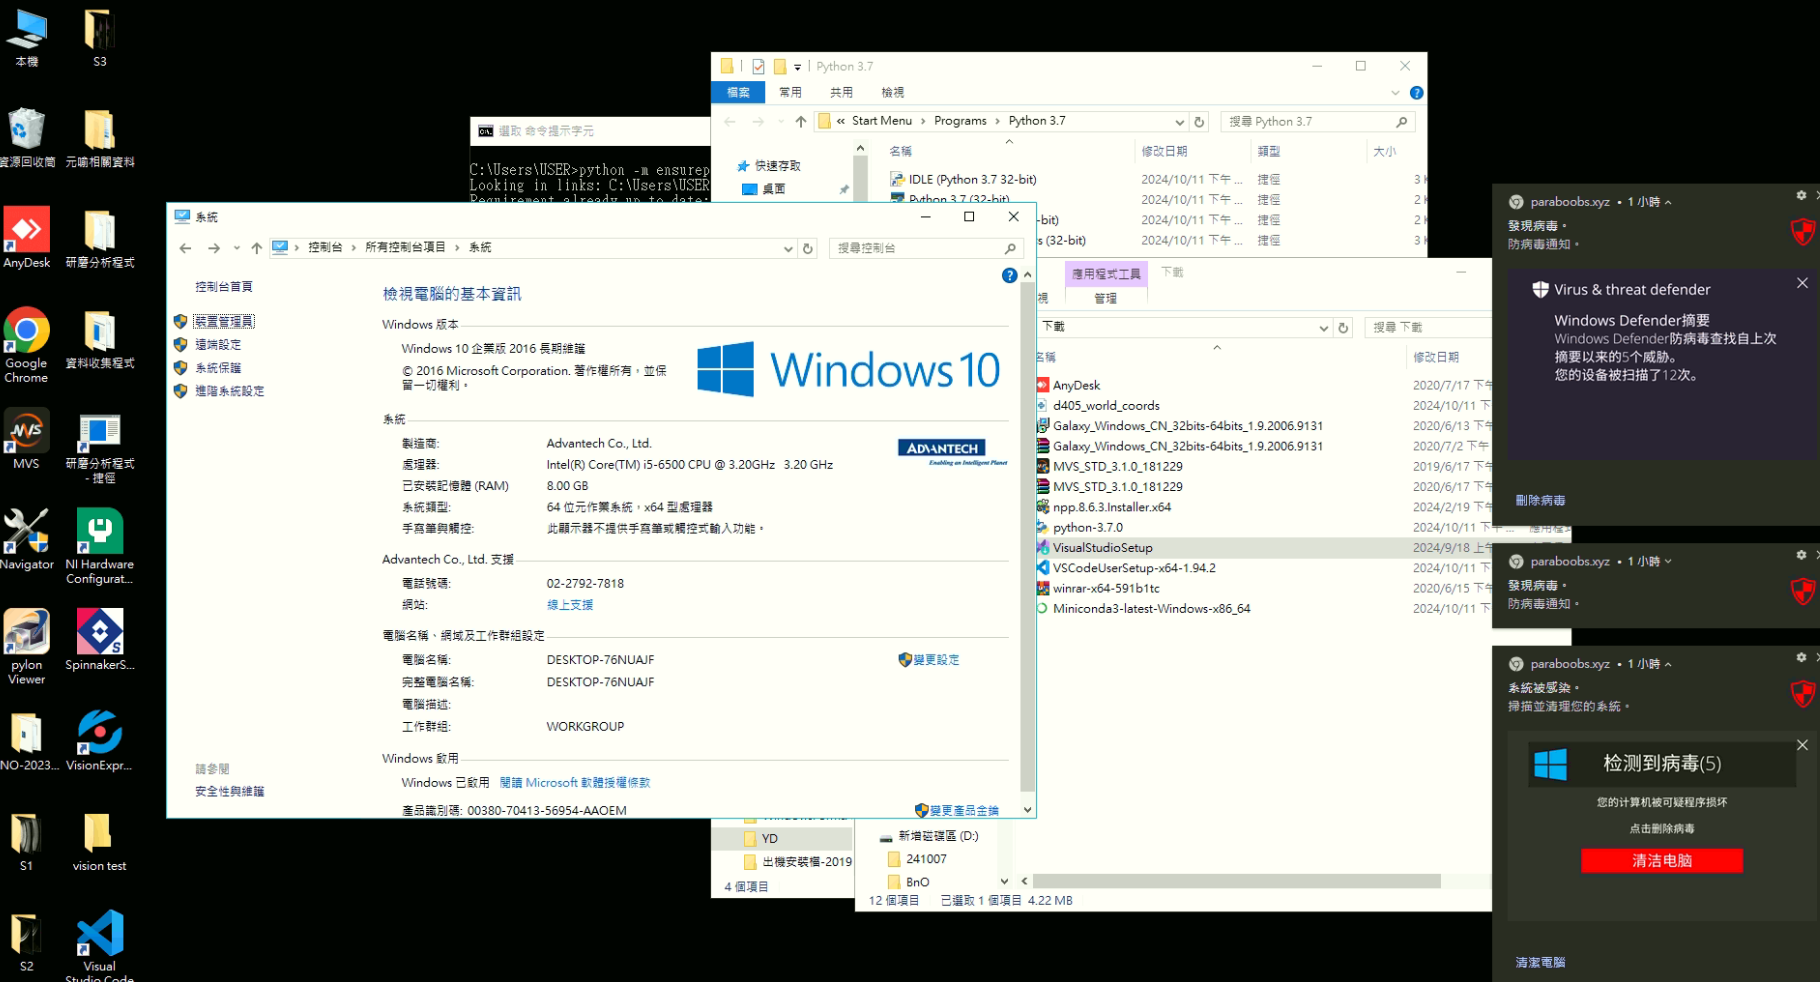 本機
S3
資源回收筒
元喻相關資料
AnyDesk
研磨分析程式
Google
Chrome
資料收集程式
MVS
研磨分析程式
- 捷徑
Navigator
NI Hardware
Configurat...
pylon
Viewer
SpinnakerS...
NO-2023...
VisionExpr...
S1
vision test
S2
Visual
Studio Code
選取 命令提示字元
C:\Users\USER>python -m ensurep
Looking in links: C:\Users\USER
Requirement already up-to-date:
Python 3.7
檔案
常用
共用
檢視
« Start Menu › Programs › Python 3.7
搜尋 Python 3.7
快速存取
桌面
名稱
修改日期
類型
大小
IDLE (Python 3.7 32-bit)
2024/10/11 下午 ...
捷徑
3 K
Python 3.7 (32-bit)
2024/10/11 下午 ...
捷徑
2 K
-bit)
2024/10/11 下午 ...
捷徑
2 K
s (32-bit)
2024/10/11 下午 ...
捷徑
3 K
YD
出機安裝檔-2019
4 個項目
系統
控制台 › 所有控制台項目 › 系統
搜尋控制台
控制台首頁
裝置管理員
遠端設定
系統保護
進階系統設定
請參閱
安全性與維護
檢視電腦的基本資訊
Windows 版本
Windows 10 企業版 2016 長期維護
© 2016 Microsoft Corporation. 著作權所有，並保
留一切權利。
Windows 10
系統
製造商:
Advantech Co., Ltd.
處理器:
Intel(R) Core(TM) i5-6500 CPU @ 3.20GHz 3.20 GHz
已安裝記憶體 (RAM)
8.00 GB
系統類型:
64 位元作業系統，x64 型處理器
手寫筆與觸控:
此顯示器不提供手寫筆或觸控式輸入功能。
ADVANTECH
Enabling an Intelligent Planet
Advantech Co., Ltd. 支援
電話號碼:
02-2792-7818
網站:
線上支援
電腦名稱、網域及工作群組設定
電腦名稱:
DESKTOP-76NUAJF
變更設定
完整電腦名稱:
DESKTOP-76NUAJF
電腦描述:
工作群組:
WORKGROUP
Windows 啟用
Windows 已啟用 閱讀 Microsoft 軟體授權條款
產品識別碼: 00380-70413-56954-AAOEM
變更產品金鑰
應用程式工具
下載
視
管理
下載
搜尋 下載
名稱
修改日期
AnyDesk
2020/7/17 下午
d405_world_coords
2024/10/11 下
Galaxy_Windows_CN_32bits-64bits_1.9.2006.9131
2020/6/13 下午
Galaxy_Windows_CN_32bits-64bits_1.9.2006.9131
2020/7/2 下午
MVS_STD_3.1.0_181229
2019/6/17 下午
MVS_STD_3.1.0_181229
2020/6/17 下午
npp.8.6.3.Installer.x64
2024/2/19 下午
python-3.7.0
2024/10/11 下午 ...
應用程式
VisualStudioSetup
2024/9/18 上午
VSCodeUserSetup-x64-1.94.2
2024/10/11 下
winrar-x64-591b1tc
2020/6/15 下午
Miniconda3-latest-Windows-x86_64
2024/10/11 下
新增磁碟區 (D:)
241007
BnO
12 個項目
已選取 1 個項目 4.22 MB
paraboobs.xyz • 1 小時
發現病毒。
防病毒通知。
Virus & threat defender
Windows Defender摘要
Windows Defender防病毒查找自上次
摘要以来的5个威胁。
您的设备被扫描了12次。
刪除病毒
paraboobs.xyz • 1 小時
發現病毒。
防病毒通知。
paraboobs.xyz • 1 小時
系統被感染。
掃描並清理您的系統。
检测到病毒(5)
您的计算机被可疑程序损坏
点击删除病毒
清洁电脑
清潔電腦